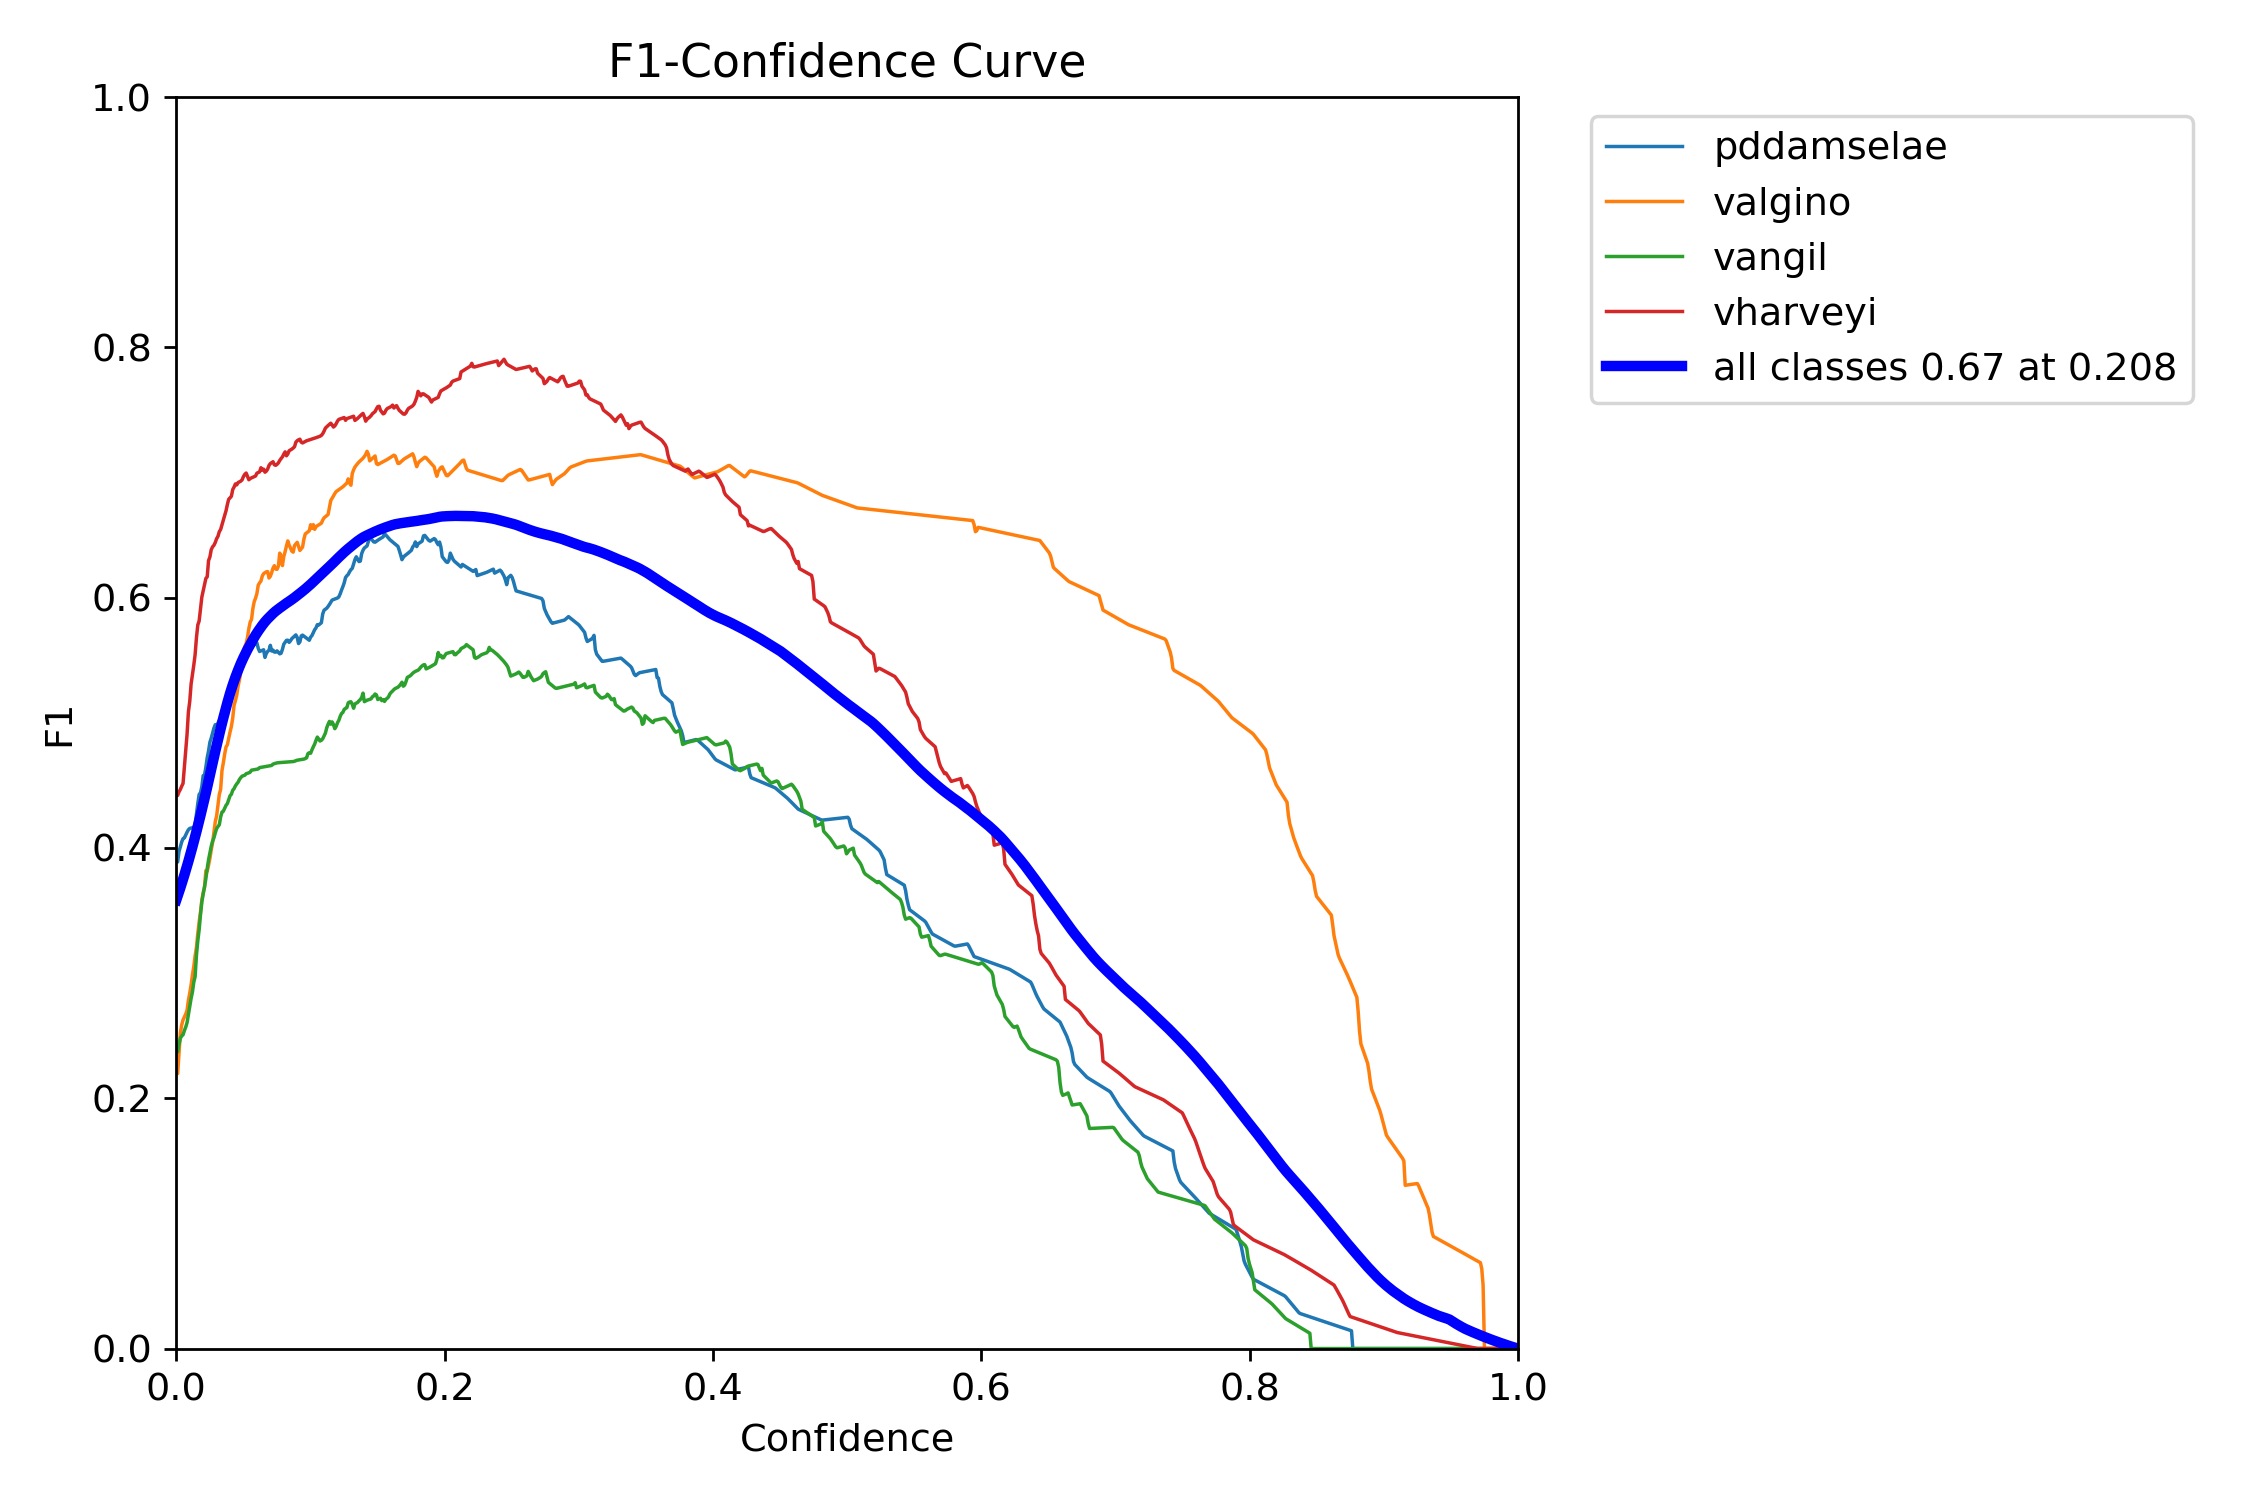 F1-Confidence Curve
1.0
0.8
0.6
0.4
0.2
0.0
F1
0.0 0.2 0.4 0.6 0.8 1.0
Confidence
pddamselae
valgino
vangil
vharveyi
all classes 0.67 at 0.208